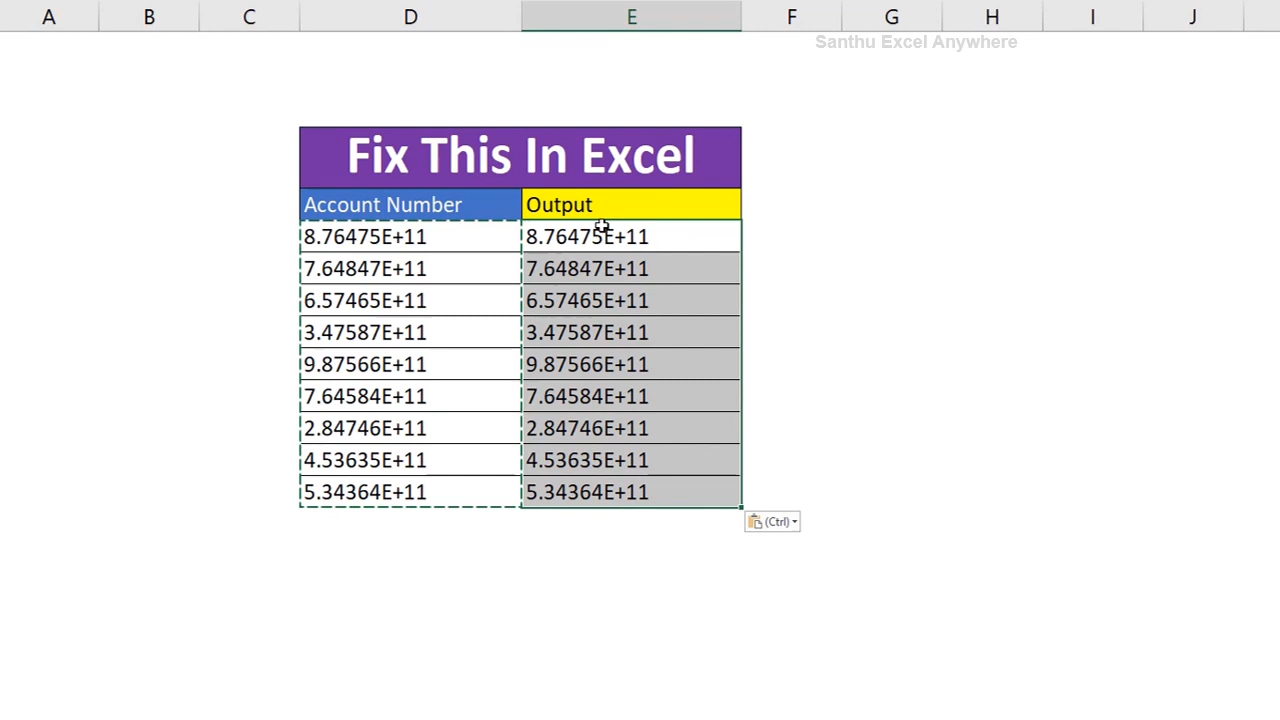 A B C D E F G H I J
Santhu Excel Anywhere
Fix This In Excel
Account Number Output
8.76475E+11 8.76475E+11
7.64847E+11 7.64847E+11
6.57465E+11 6.57465E+11
3.47587E+11 3.47587E+11
9.87566E+11 9.87566E+11
7.64584E+11 7.64584E+11
2.84746E+11 2.84746E+11
4.53635E+11 4.53635E+11
5.34364E+11 5.34364E+11
(Ctrl)